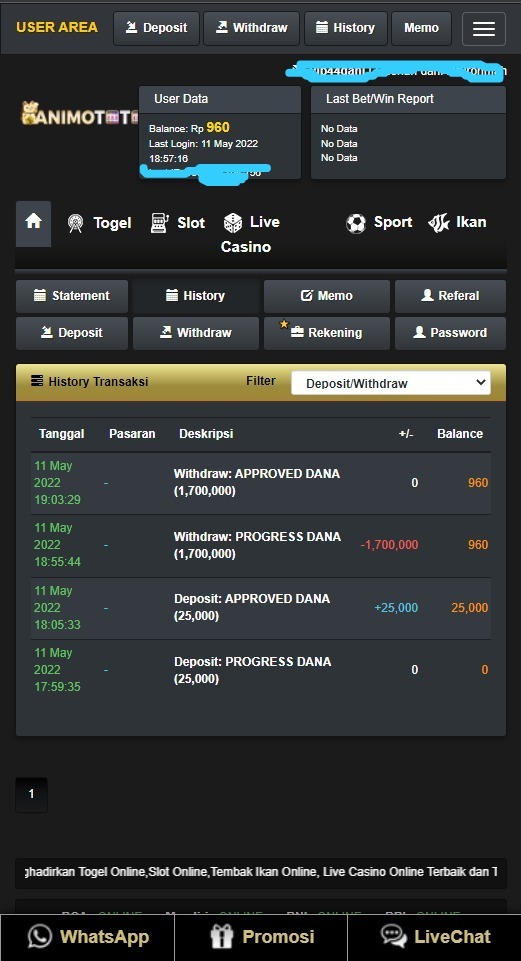 USER AREA
Deposit
Withdraw
History
Memo
User Data
Balance: Rp 960
Last Login: 11 May 2022
18:57:16
Last Bet/Win Report
No Data
No Data
No Data
Togel
Slot
Live
Casino
Sport
Ikan
Statement
History
Memo
Referal
Deposit
Withdraw
Rekening
Password
History Transaksi
Filter
Deposit/Withdraw
Tanggal Pasaran Deskripsi +/- Balance
11 May
2022
19:03:29
-
Withdraw: APPROVED DANA
(1,700,000)
0
960
11 May
2022
18:55:44
-
Withdraw: PROGRESS DANA
(1,700,000)
-1,700,000
960
11 May
2022
18:05:33
-
Deposit: APPROVED DANA
(25,000)
+25,000
25,000
11 May
2022
17:59:35
-
Deposit: PROGRESS DANA
(25,000)
0
0
1
ghadirkan Togel Online,Slot Online,Tembak Ikan Online, Live Casino Online Terbaik dan T
WhatsApp
Promosi
LiveChat